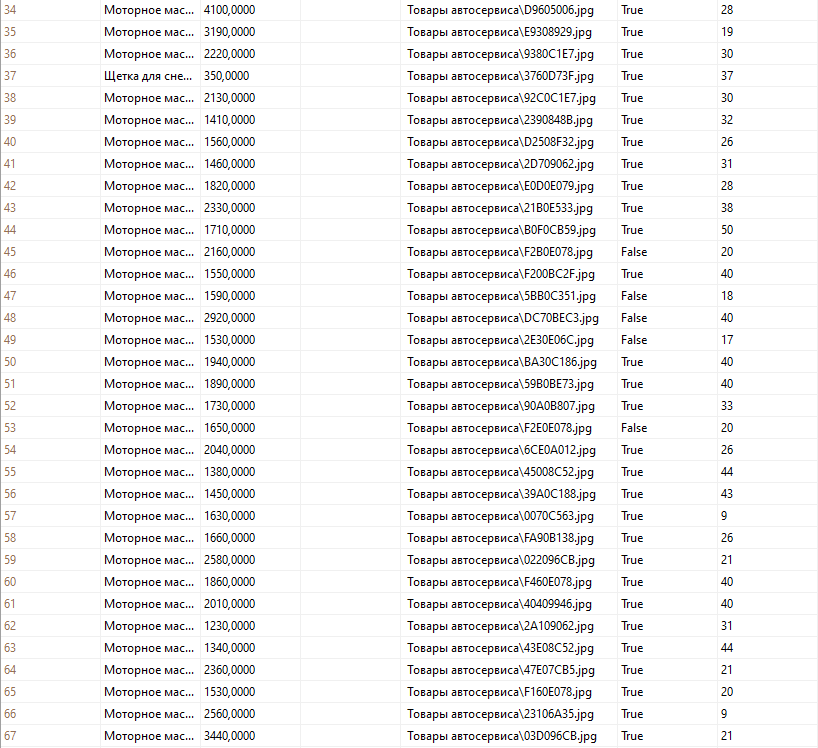 34 Моторное мас... 4100,0000 Товары автосервиса\D9605006.jpg True 28
35 Моторное мас... 3190,0000 Товары автосервиса\E9308929.jpg True 19
36 Моторное мас... 2220,0000 Товары автосервиса\9380C1E7.jpg True 30
37 Щетка для сне... 350,0000 Товары автосервиса\3760D73F.jpg True 37
38 Моторное мас... 2130,0000 Товары автосервиса\92C0C1E7.jpg True 30
39 Моторное мас... 1410,0000 Товары автосервиса\2390848B.jpg True 32
40 Моторное мас... 1560,0000 Товары автосервиса\D2508F32.jpg True 26
41 Моторное мас... 1460,0000 Товары автосервиса\2D709062.jpg True 31
42 Моторное мас... 1820,0000 Товары автосервиса\E0D0E079.jpg True 28
43 Моторное мас... 2330,0000 Товары автосервиса\21B0E533.jpg True 38
44 Моторное мас... 1710,0000 Товары автосервиса\B0F0CB59.jpg True 50
45 Моторное мас... 2160,0000 Товары автосервиса\F2B0E078.jpg False 20
46 Моторное мас... 1550,0000 Товары автосервиса\F200BC2F.jpg True 40
47 Моторное мас... 1590,0000 Товары автосервиса\5BB0C351.jpg False 18
48 Моторное мас... 2920,0000 Товары автосервиса\DC70BEC3.jpg False 40
49 Моторное мас... 1530,0000 Товары автосервиса\2E30E06C.jpg False 17
50 Моторное мас... 1940,0000 Товары автосервиса\BA30C186.jpg True 40
51 Моторное мас... 1890,0000 Товары автосервиса\59B0BE73.jpg True 40
52 Моторное мас... 1730,0000 Товары автосервиса\90A0B807.jpg True 33
53 Моторное мас... 1650,0000 Товары автосервиса\F2E0E078.jpg False 20
54 Моторное мас... 2040,0000 Товары автосервиса\6CE0A012.jpg True 26
55 Моторное мас... 1380,0000 Товары автосервиса\45008C52.jpg True 44
56 Моторное мас... 1450,0000 Товары автосервиса\39A0C188.jpg True 43
57 Моторное мас... 1630,0000 Товары автосервиса\0070C563.jpg True 9
58 Моторное мас... 1660,0000 Товары автосервиса\FA90B138.jpg True 26
59 Моторное мас... 2580,0000 Товары автосервиса\022096CB.jpg True 21
60 Моторное мас... 1860,0000 Товары автосервиса\F460E078.jpg True 40
61 Моторное мас... 2010,0000 Товары автосервиса\40409946.jpg True 40
62 Моторное мас... 1230,0000 Товары автосервиса\2A109062.jpg True 31
63 Моторное мас... 1340,0000 Товары автосервиса\43E08C52.jpg True 44
64 Моторное мас... 2360,0000 Товары автосервиса\47E07CB5.jpg True 21
65 Моторное мас... 1530,0000 Товары автосервиса\F160E078.jpg True 20
66 Моторное мас... 2560,0000 Товары автосервиса\23106A35.jpg True 9
67 Моторное мас... 3440,0000 Товары автосервиса\03D096CB.jpg True 21